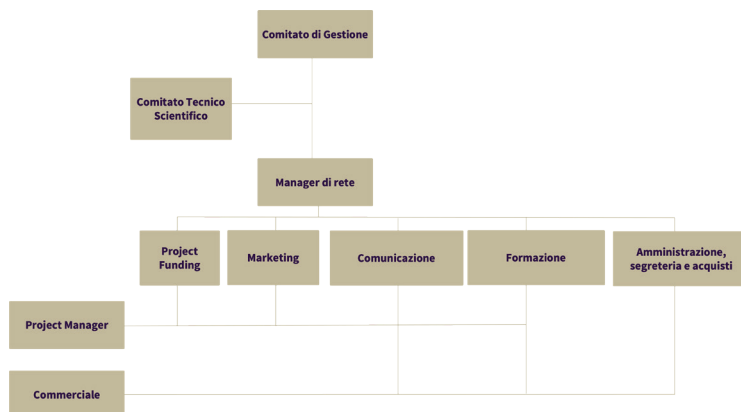 Comitato di Gestione
Comitato Tecnico
Scientifico
Manager di rete
Project
Funding
Marketing
Comunicazione
Formazione
Amministrazione,
segreteria e acquisti
Project Manager
Commerciale